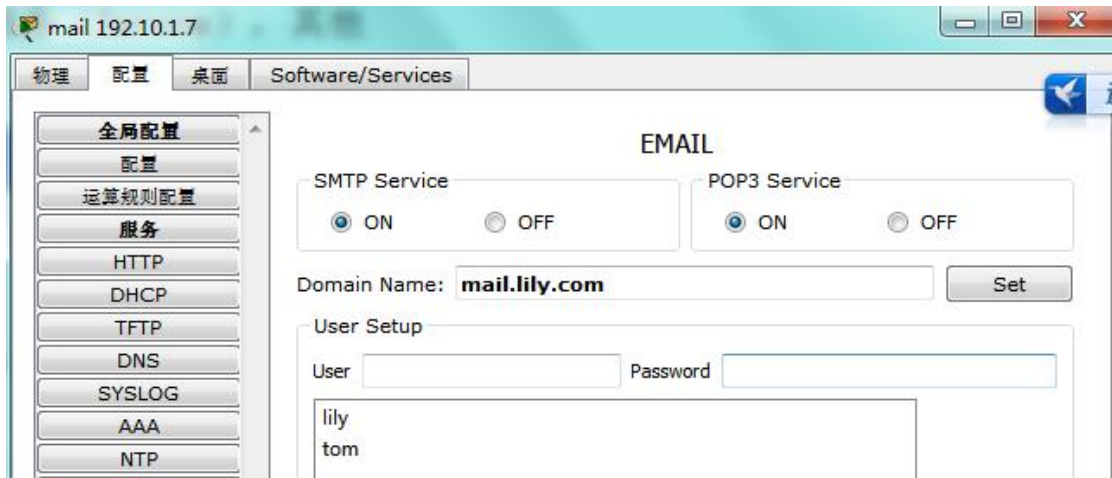 mail 192.10.1.7
物理 配置 桌面 Software/Services
全局配置
配置
运算规则配置
服务
HTTP
DHCP
TFTP
DNS
SYSLOG
AAA
NTP
EMAIL
SMTP Service
ON OFF
POP3 Service
ON OFF
Domain Name: mail.lily.com Set
User Setup
User Password
lily
tom